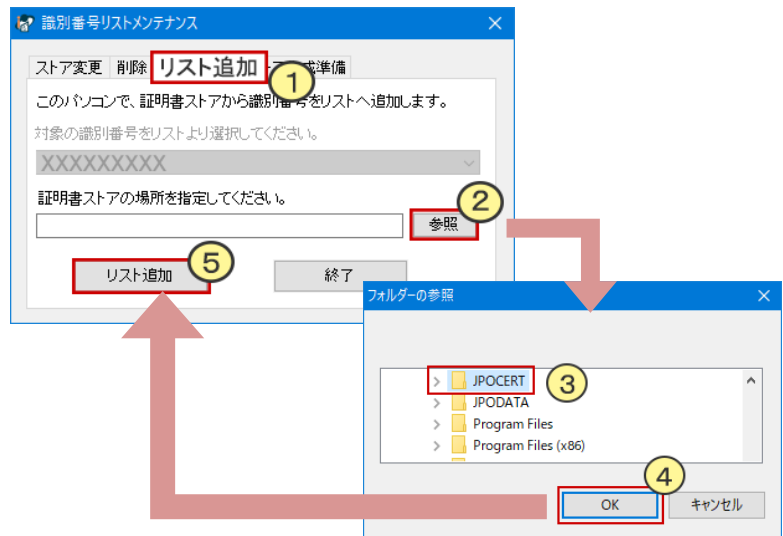 識別番号リストメンテナンス
ストア変更 削除 リスト追加 成準備
1
このパソコンで、証明書ストアから識別番号をリストへ追加します。
対象の識別番号をリストより選択してください。
XXXXXXXXX
証明書ストアの場所を指定してください。
参照
2
リスト追加
5
終了
フォルダーの参照
JPOCERT
3
JPODATA
Program Files
Program Files (x86)
4
OK
キャンセル